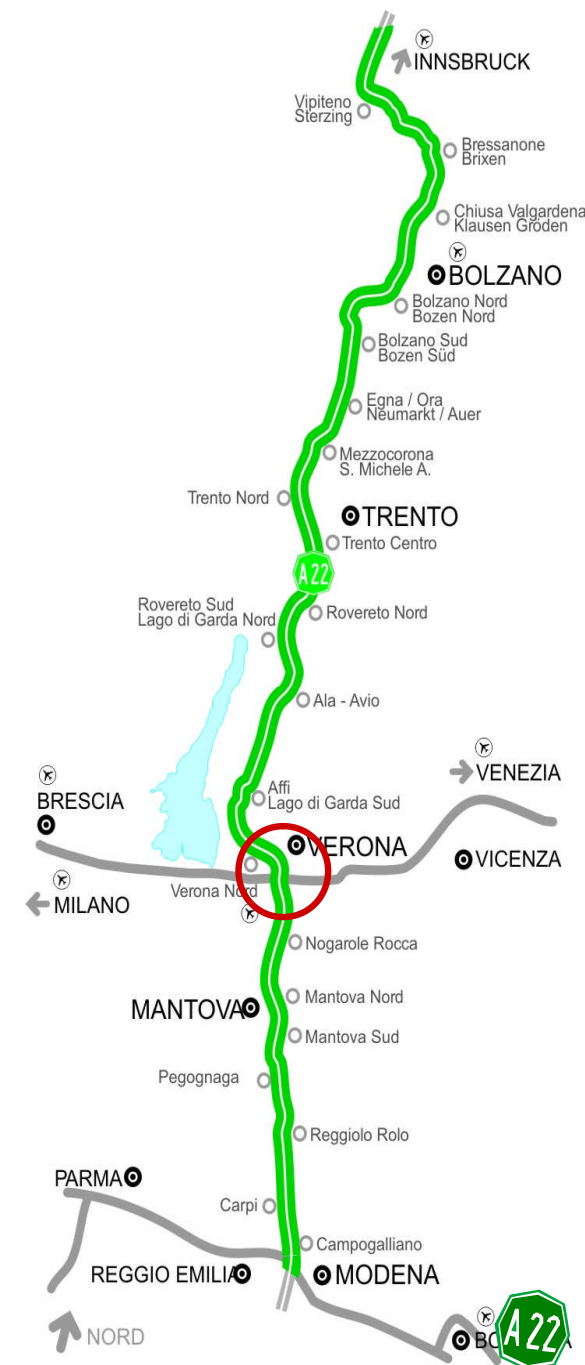 INNSBRUCK
Vipiteno
Sterzing
Bressanone
Brixen
Chiusa Valgardena
Klausen Gröden
BOLZANO
Bolzano Nord
Bozen Nord
Bolzano Sud
Bozen Süd
Egna / Ora
Neumarkt / Auer
Mezzocorona
S. Michele A.
Trento Nord
TRENTO
Trento Centro
A22
Rovereto Sud
Lago di Garda Nord
Rovereto Nord
Ala - Avio
Affi
Lago di Garda Sud
VENEZIA
BRESCIA
VERONA
VICENZA
Verona Nord
MILANO
Nogarole Rocca
Mantova Nord
MANTOVA
Mantova Sud
Pegognaga
Reggiolo Rolo
PARMA
Carpi
Campogalliano
REGGIO EMILIA
MODENA
NORD
A22